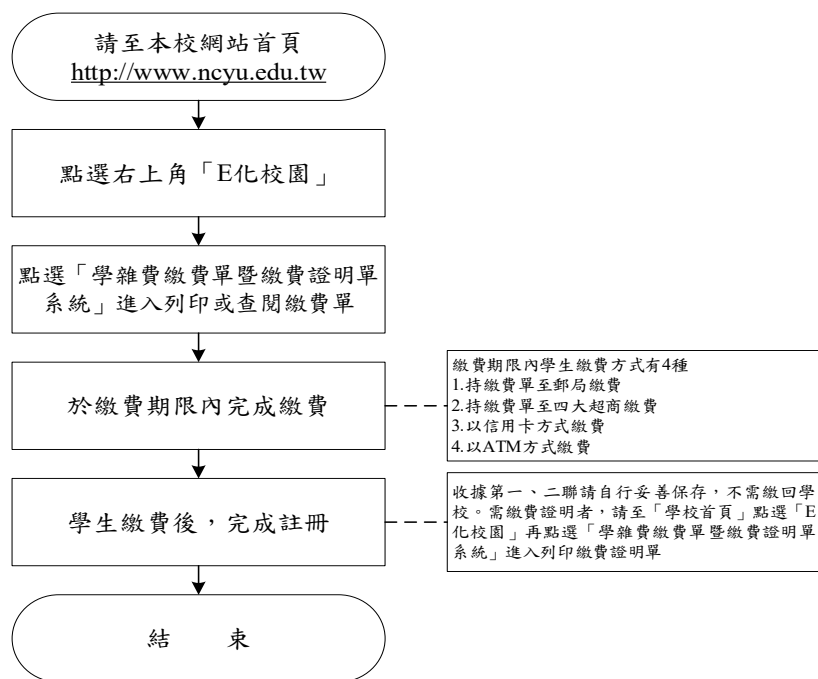 請至本校網站首頁
http://www.ncyu.edu.tw
點選右上角「E化校園」
點選「學雜費繳費單暨繳費證明單
系統」進入列印或查閱繳費單
於繳費期限內完成繳費
繳費期限內學生繳費方式有4種
1.持繳費單至郵局繳費
2.持繳費單至四大超商繳費
3.以信用卡方式繳費
4.以ATM方式繳費
學生繳費後，完成註冊
收據第一、二聯請自行妥善保存，不需繳回學
校。需繳費證明者，請至「學校首頁」點選「E
化校園」再點選「學雜費繳費單暨繳費證明單
系統」進入列印繳費證明單
結　　束